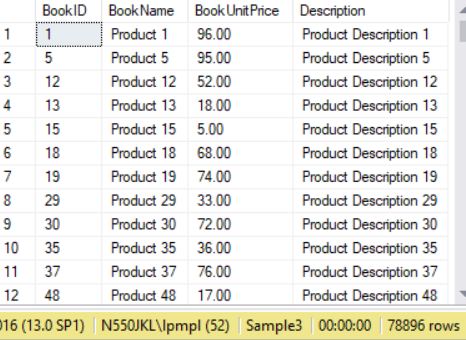 BookID BookName BookUnitPrice Description
1 1 Product 1 96.00 Product Description 1
2 5 Product 5 95.00 Product Description 5
3 12 Product 12 52.00 Product Description 12
4 13 Product 13 18.00 Product Description 13
5 15 Product 15 5.00 Product Description 15
6 18 Product 18 68.00 Product Description 18
7 19 Product 19 74.00 Product Description 19
8 29 Product 29 33.00 Product Description 29
9 30 Product 30 72.00 Product Description 30
10 35 Product 35 36.00 Product Description 35
11 37 Product 37 76.00 Product Description 37
12 48 Product 48 17.00 Product Description 48
016 (13.0 SP1) N550JKL\lpmpl (52) Sample3 00:00:00 78896 rows